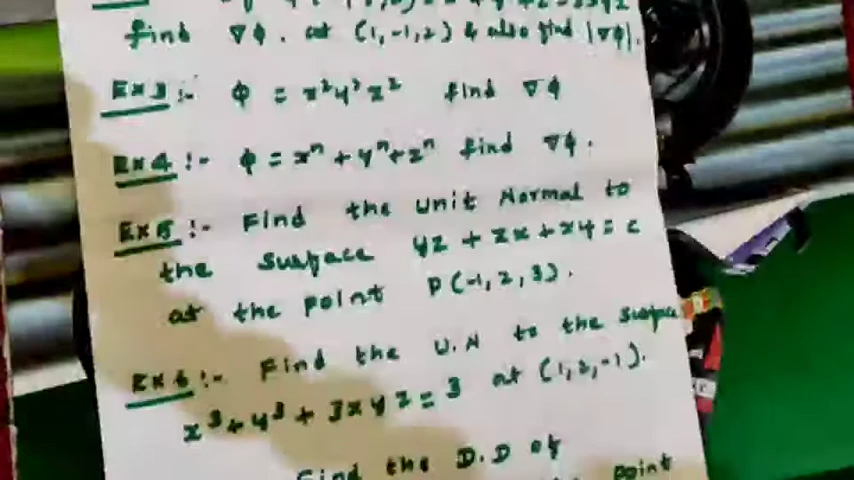 find ∇ϕ. at (1,-1,2) & also find |∇ϕ|.
Ex 3 :- ϕ = x²y²z² find ∇ϕ
Ex 4 :- ϕ = xⁿ + yⁿ + zⁿ find ∇ϕ.
Ex 5 :- Find the unit Normal to
the surface yz + zx + xy = c
at the point P(-1, 2, 3).
Ex 6 :- Find the U.N to the surface
x³ + y³ + 3xyz = 3 at (1, 2, -1).
Find the D.D of
point